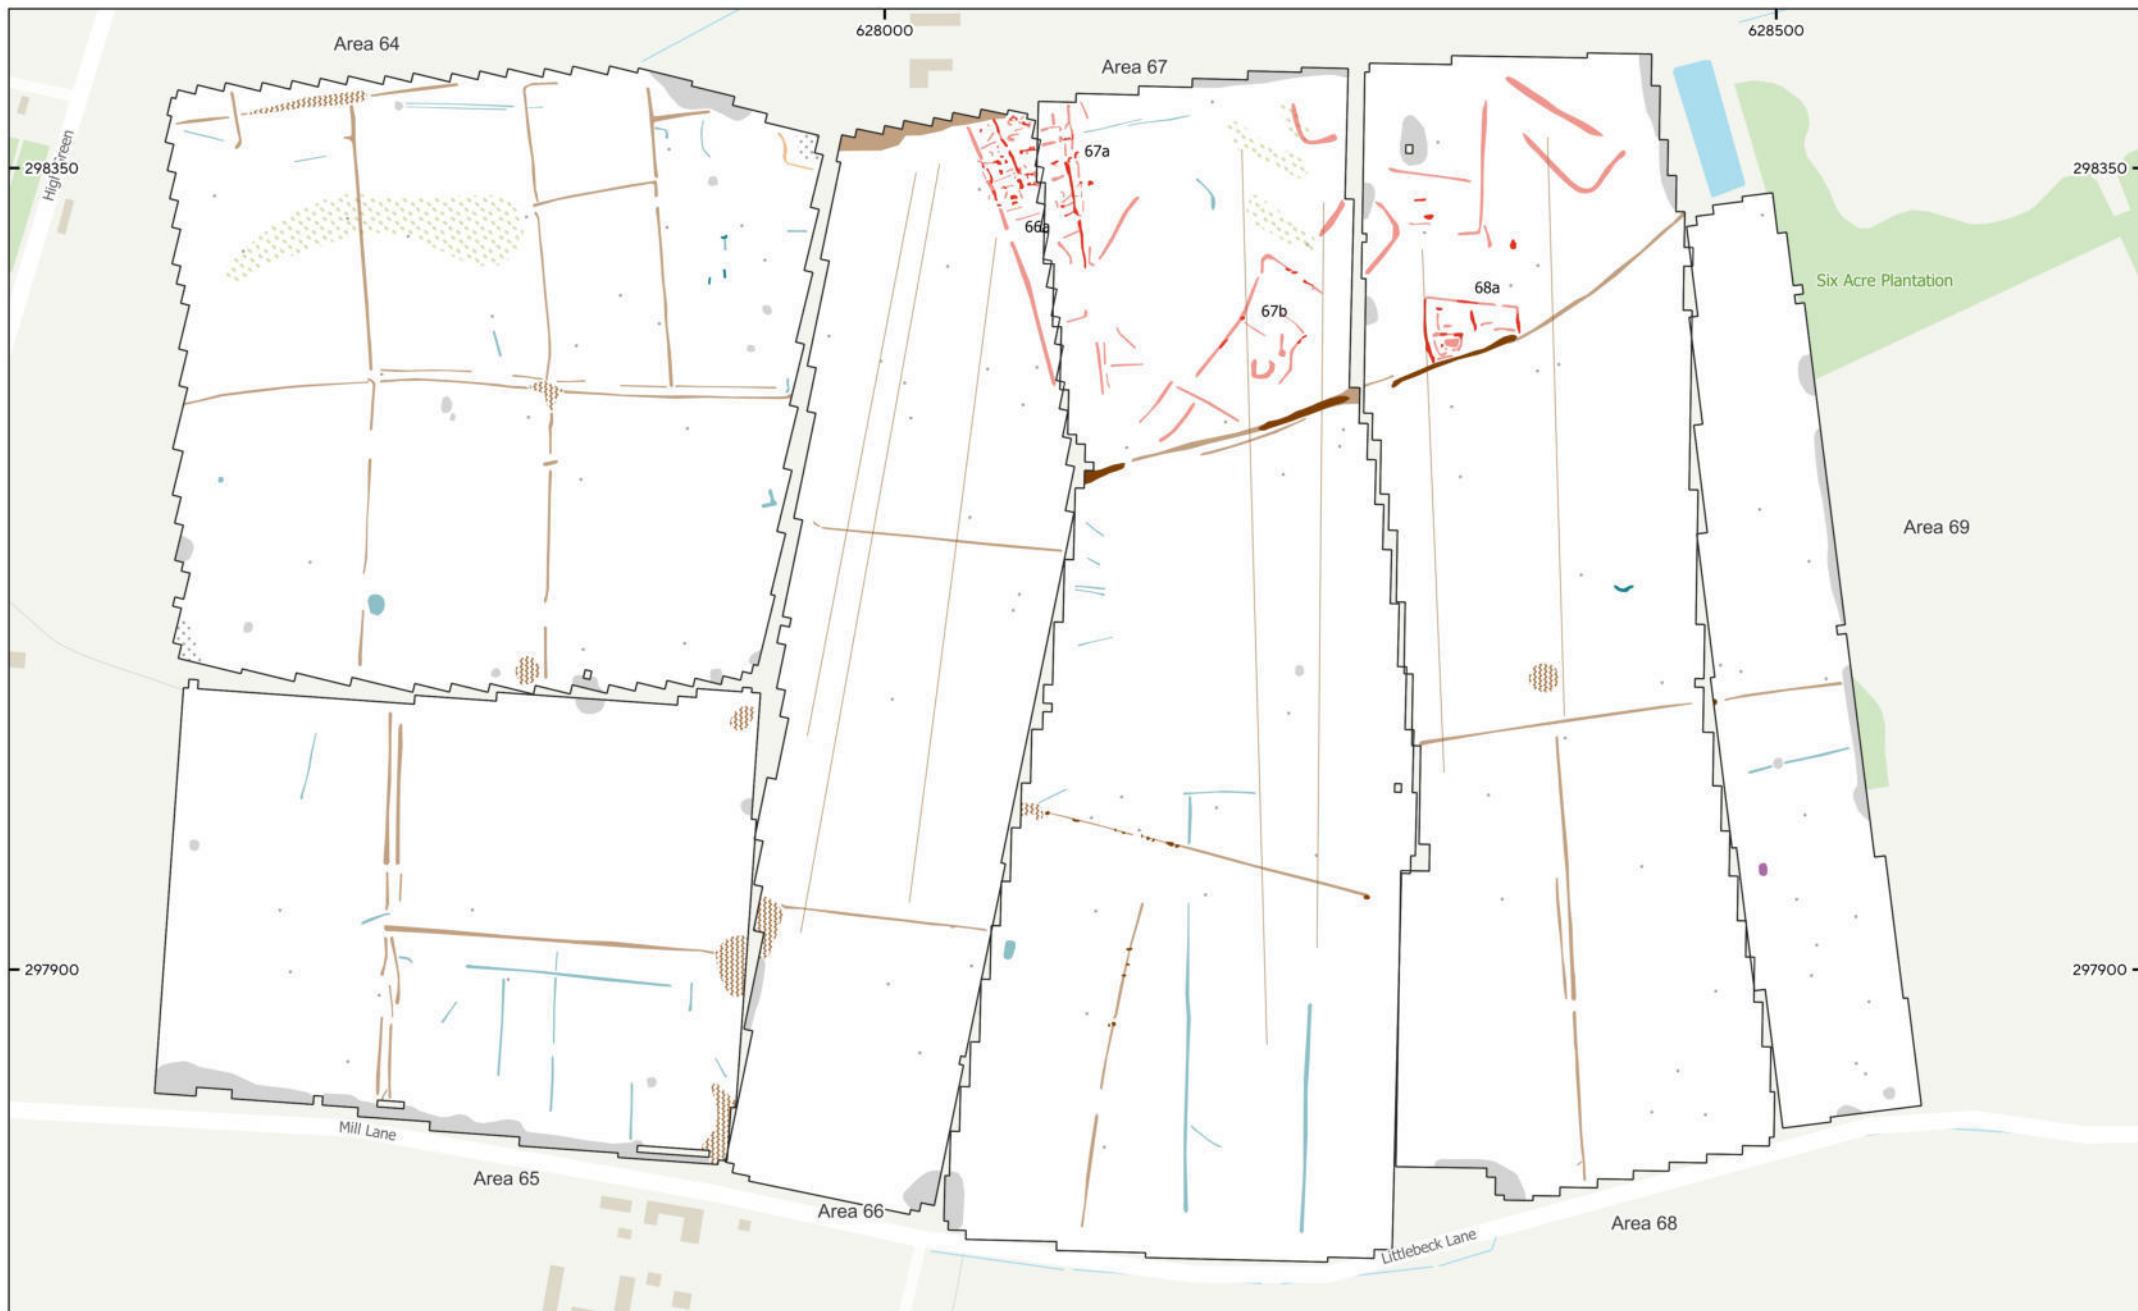 628000
628500
Area 64
Area 67
298350
298350
High Green
67a
66a
Six Acre Plantation
68a
67b
Area 69
297900
297900
Mill Lane
Area 65
Area 66
Area 68
Littlebeck Lane